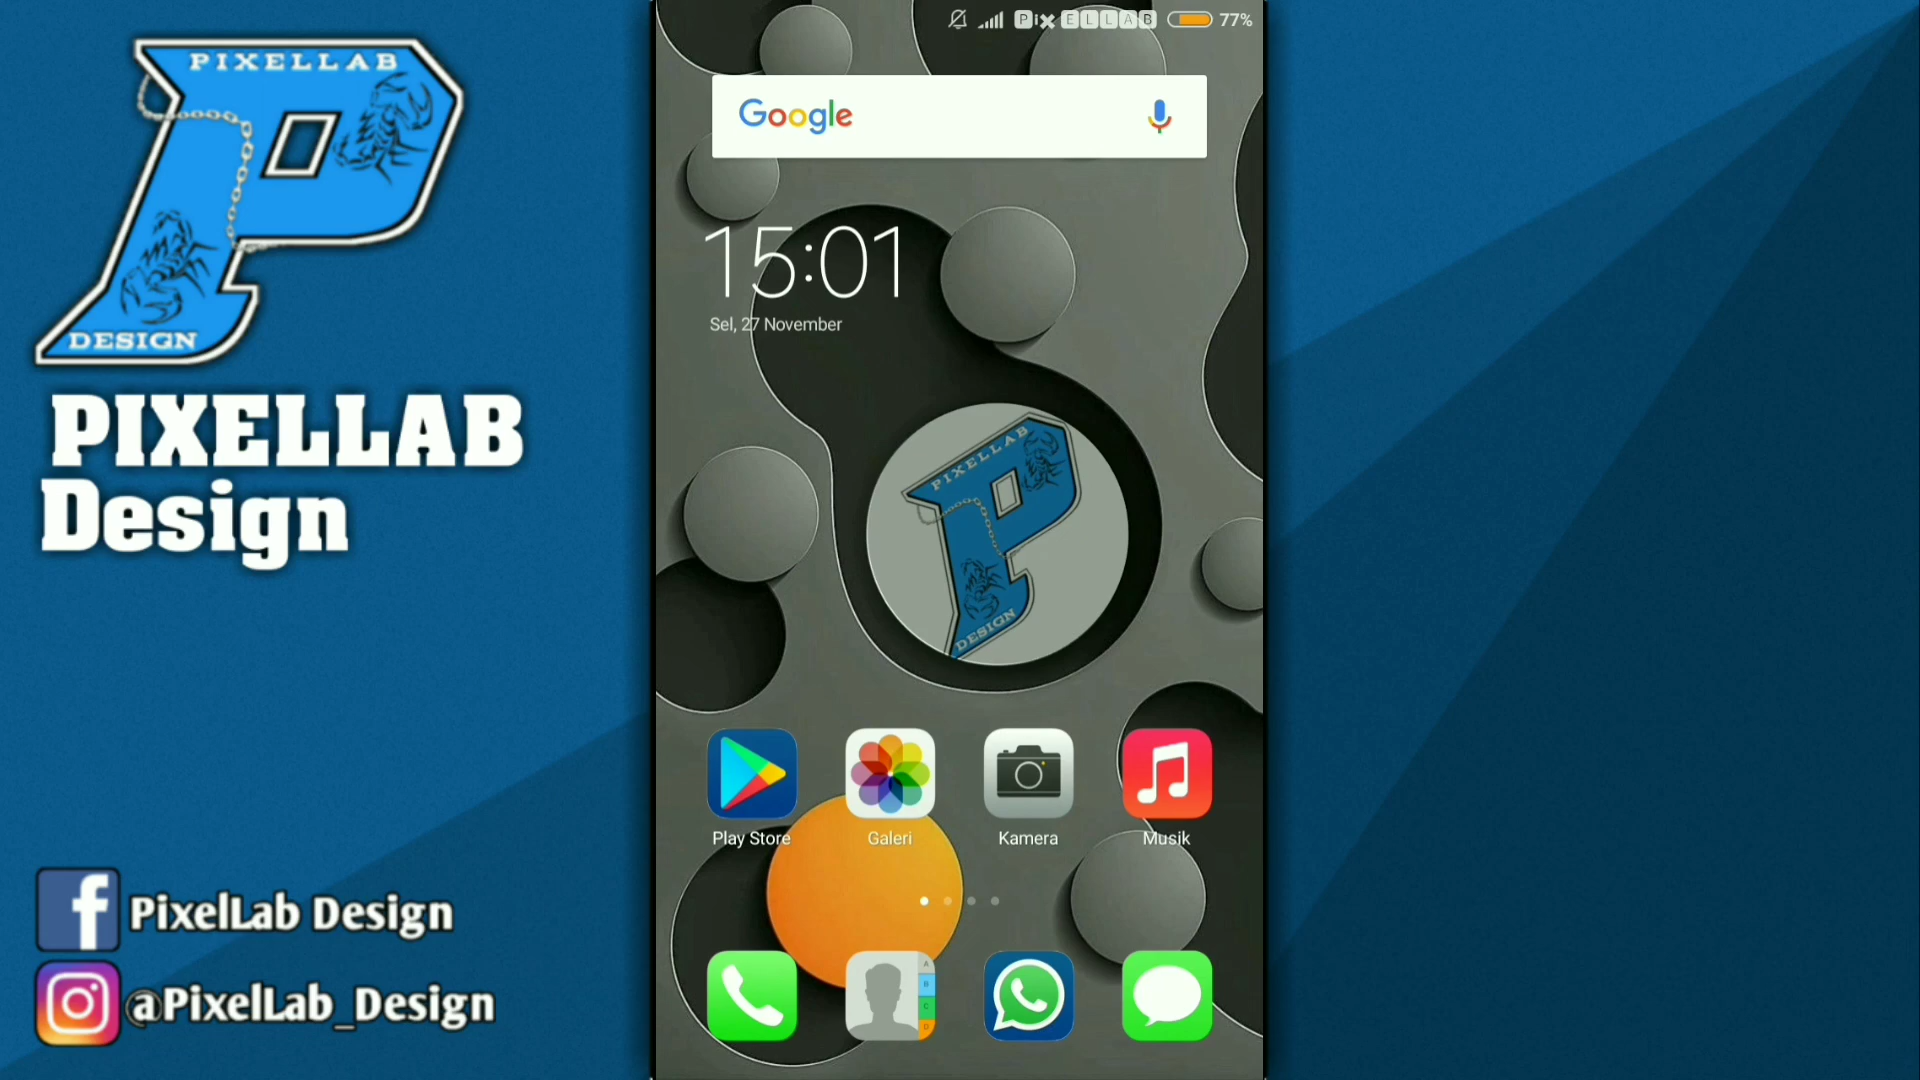 PIXELLAB
DESIGN
PIXELLAB
Design
PixelLab Design
@PixelLab_Design
PiXELLAB 77%
Google
15:01
Sel, 27 November
PIXELLAB
DESIGN
Play Store
Galeri
Kamera
Musik
A
B
C
D